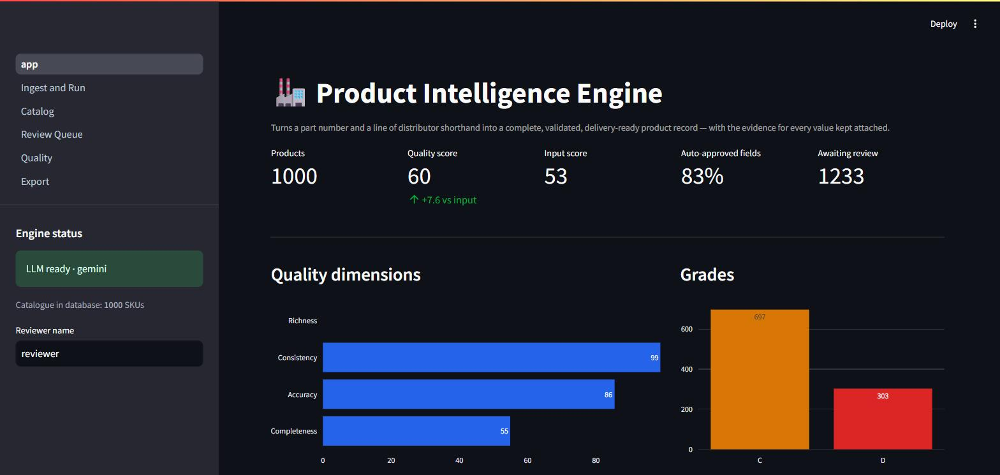 Deploy
app
Ingest and Run
Catalog
Review Queue
Quality
Export
Engine status
LLM ready · gemini
Catalogue in database: 1000 SKUs
Reviewer name
reviewer
Product Intelligence Engine
Turns a part number and a line of distributor shorthand into a complete, validated, delivery-ready product record — with the evidence for every value kept attached.
Products
1000
Quality score
60
↑ +7.6 vs input
Input score
53
Auto-approved fields
83%
Awaiting review
1233
Quality dimensions
Richness
Consistency
99
Accuracy
86
Completeness
55
0 20 40 60 80
Grades
697
600
400
303
200
0
C D